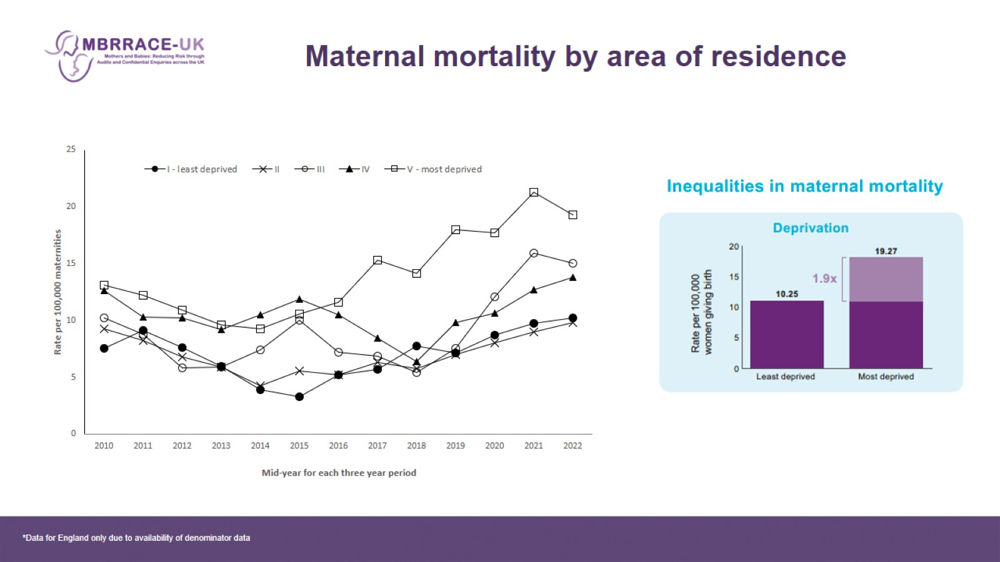 MBRRACE-UK
Mothers and Babies: Reducing Risk through
Audits and Confidential Enquiries across the UK
Maternal mortality by area of residence
25
20
15
10
5
0
Rate per 100,000 maternities
I - least deprived II III IV V - most deprived
2010 2011 2012 2013 2014 2015 2016 2017 2018 2019 2020 2021 2022
Mid-year for each three year period
Inequalities in maternal mortality
Deprivation
20
15
10
5
0
Rate per 100,000
women giving birth
10.25
1.9x
19.27
Least deprived Most deprived
*Data for England only due to availability of denominator data